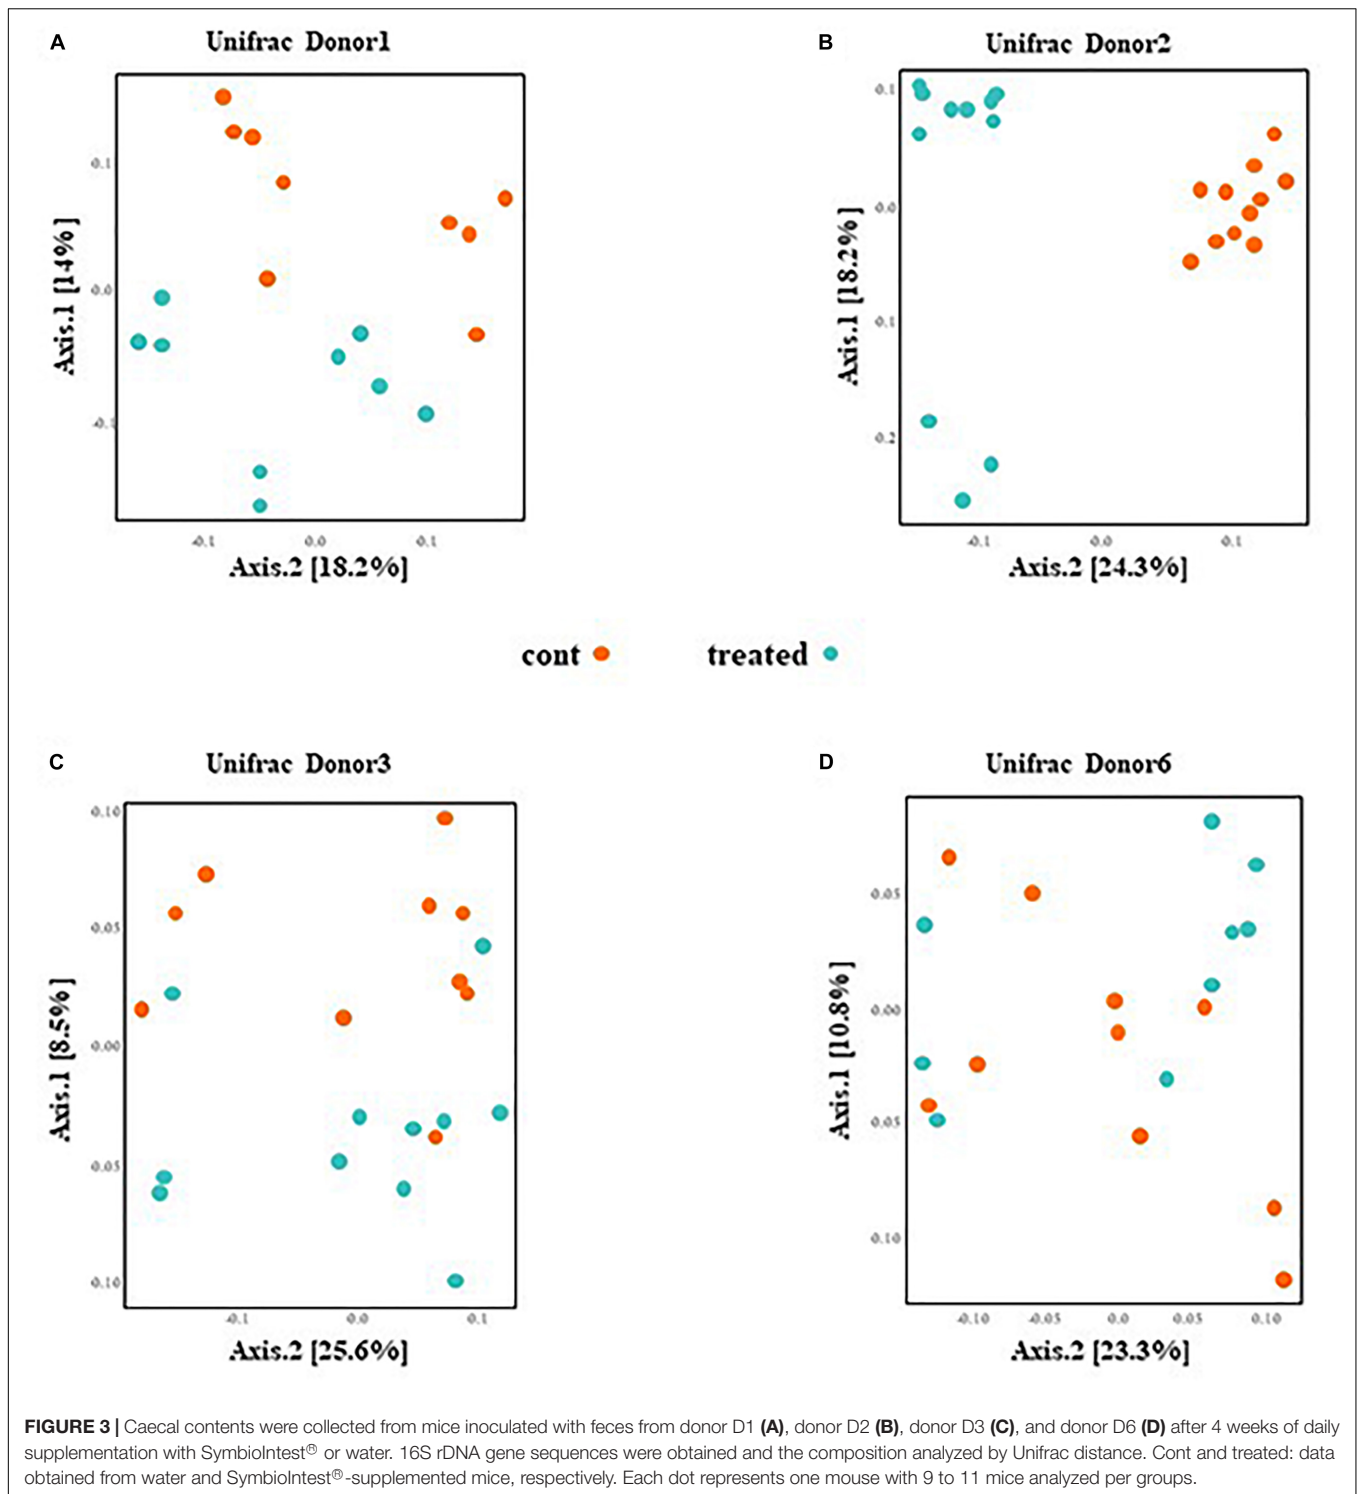 A
Unifrac Donor1
B
Unifrac Donor2
0.1
0.0
-0.1
Axis.1 [14%]
-0.1 0.0 0.1
Axis.2 [18.2%]
0.1
0.0
0.1
0.2
Axis.1 [18.2%]
-0.1 0.0 0.1
Axis.2 [24.3%]
cont treated
C
Unifrac Donor3
D
Unifrac Donor6
0.10
0.05
0.00
0.05
0.10
Axis.1 [8.5%]
-0.1 0.0 0.1
Axis.2 [25.6%]
0.05
0.00
0.05
0.10
Axis.1 [10.8%]
-0.10 -0.05 0.0 0.05 0.10
Axis.2 [23.3%]
FIGURE 3 | Caecal contents were collected from mice inoculated with feces from donor D1 (A), donor D2 (B), donor D3 (C), and donor D6 (D) after 4 weeks of daily
supplementation with SymbioIntest® or water. 16S rDNA gene sequences were obtained and the composition analyzed by Unifrac distance. Cont and treated: data
obtained from water and SymbioIntest®-supplemented mice, respectively. Each dot represents one mouse with 9 to 11 mice analyzed per groups.